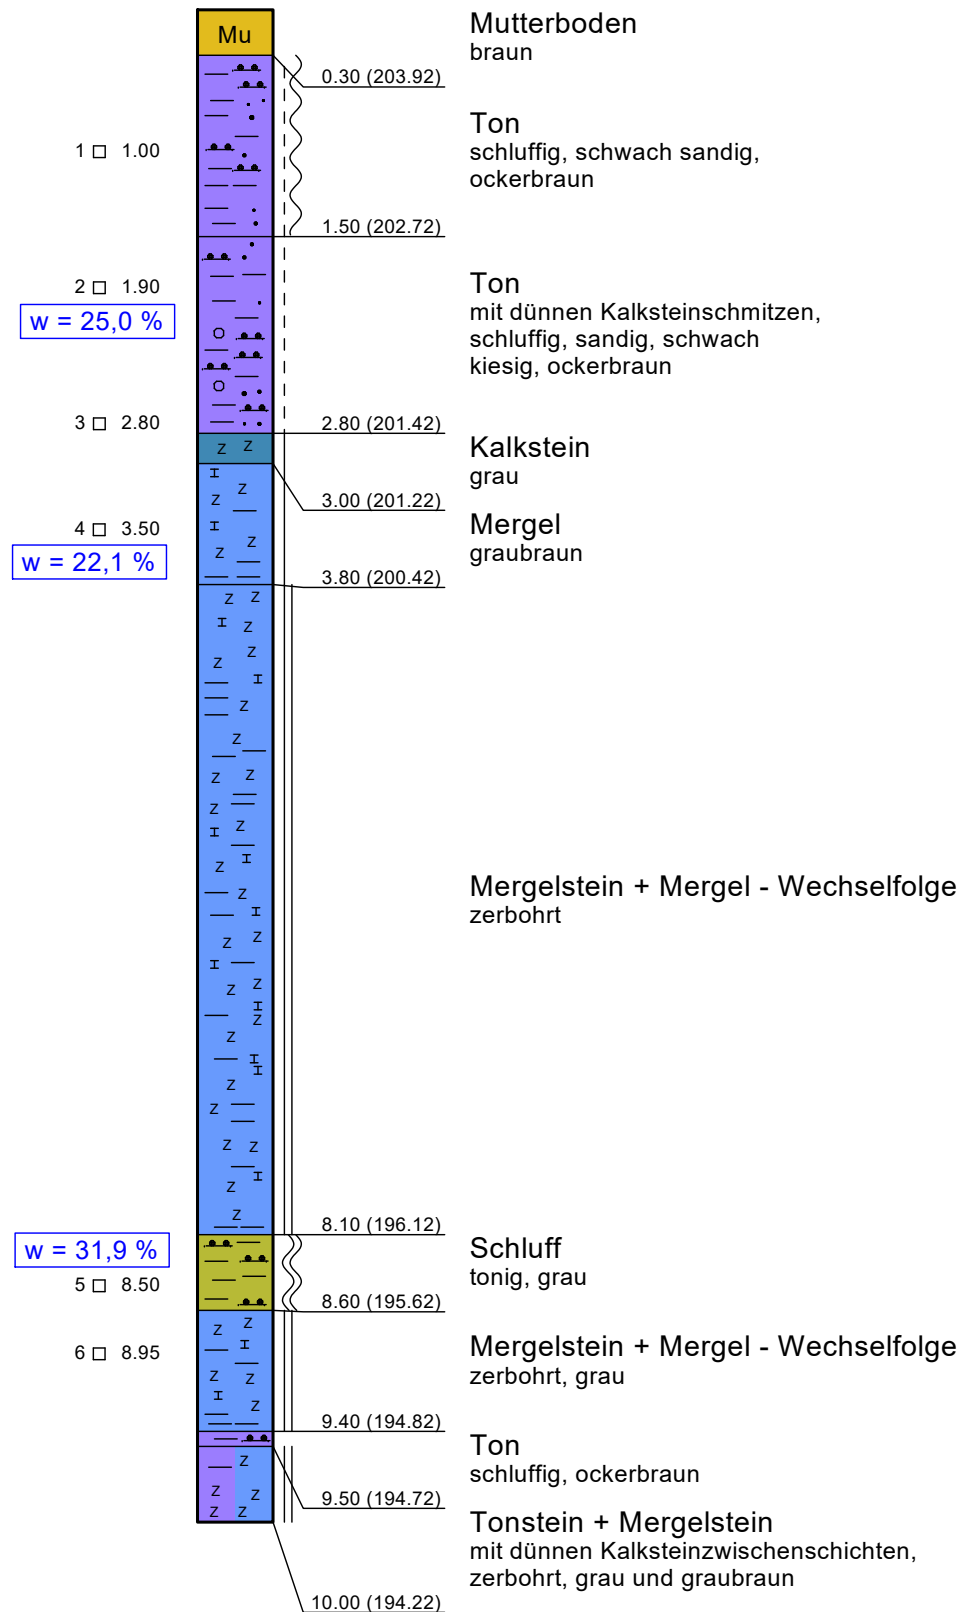 Mu
Mutterboden
braun
0.30 (203.92)
Ton
schluffig, schwach sandig,
ockerbraun
1 1.00
1.50 (202.72)
2 1.90
w = 25,0 %
Ton
mit dünnen Kalksteinschmitzen,
schluffig, sandig, schwach
kiesig, ockerbraun
3 2.80
2.80 (201.42)
Kalkstein
grau
3.00 (201.22)
4 3.50
w = 22,1 %
Mergel
graubraun
3.80 (200.42)
Mergelstein + Mergel - Wechselfolge
zerbohrt
8.10 (196.12)
w = 31,9 %
5 8.50
Schluff
tonig, grau
8.60 (195.62)
6 8.95
Mergelstein + Mergel - Wechselfolge
zerbohrt, grau
9.40 (194.82)
Ton
schluffig, ockerbraun
9.50 (194.72)
Tonstein + Mergelstein
mit dünnen Kalksteinzwischenschichten,
zerbohrt, grau und graubraun
10.00 (194.22)